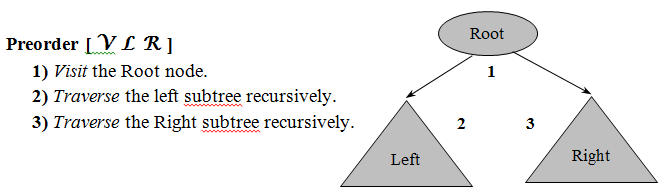 Preorder [ 𝓥 𝓛 𝓡 ]
1) Visit the Root node.
2) Traverse the left subtree recursively.
3) Traverse the Right subtree recursively.
Root
1
2 3
Left
Right